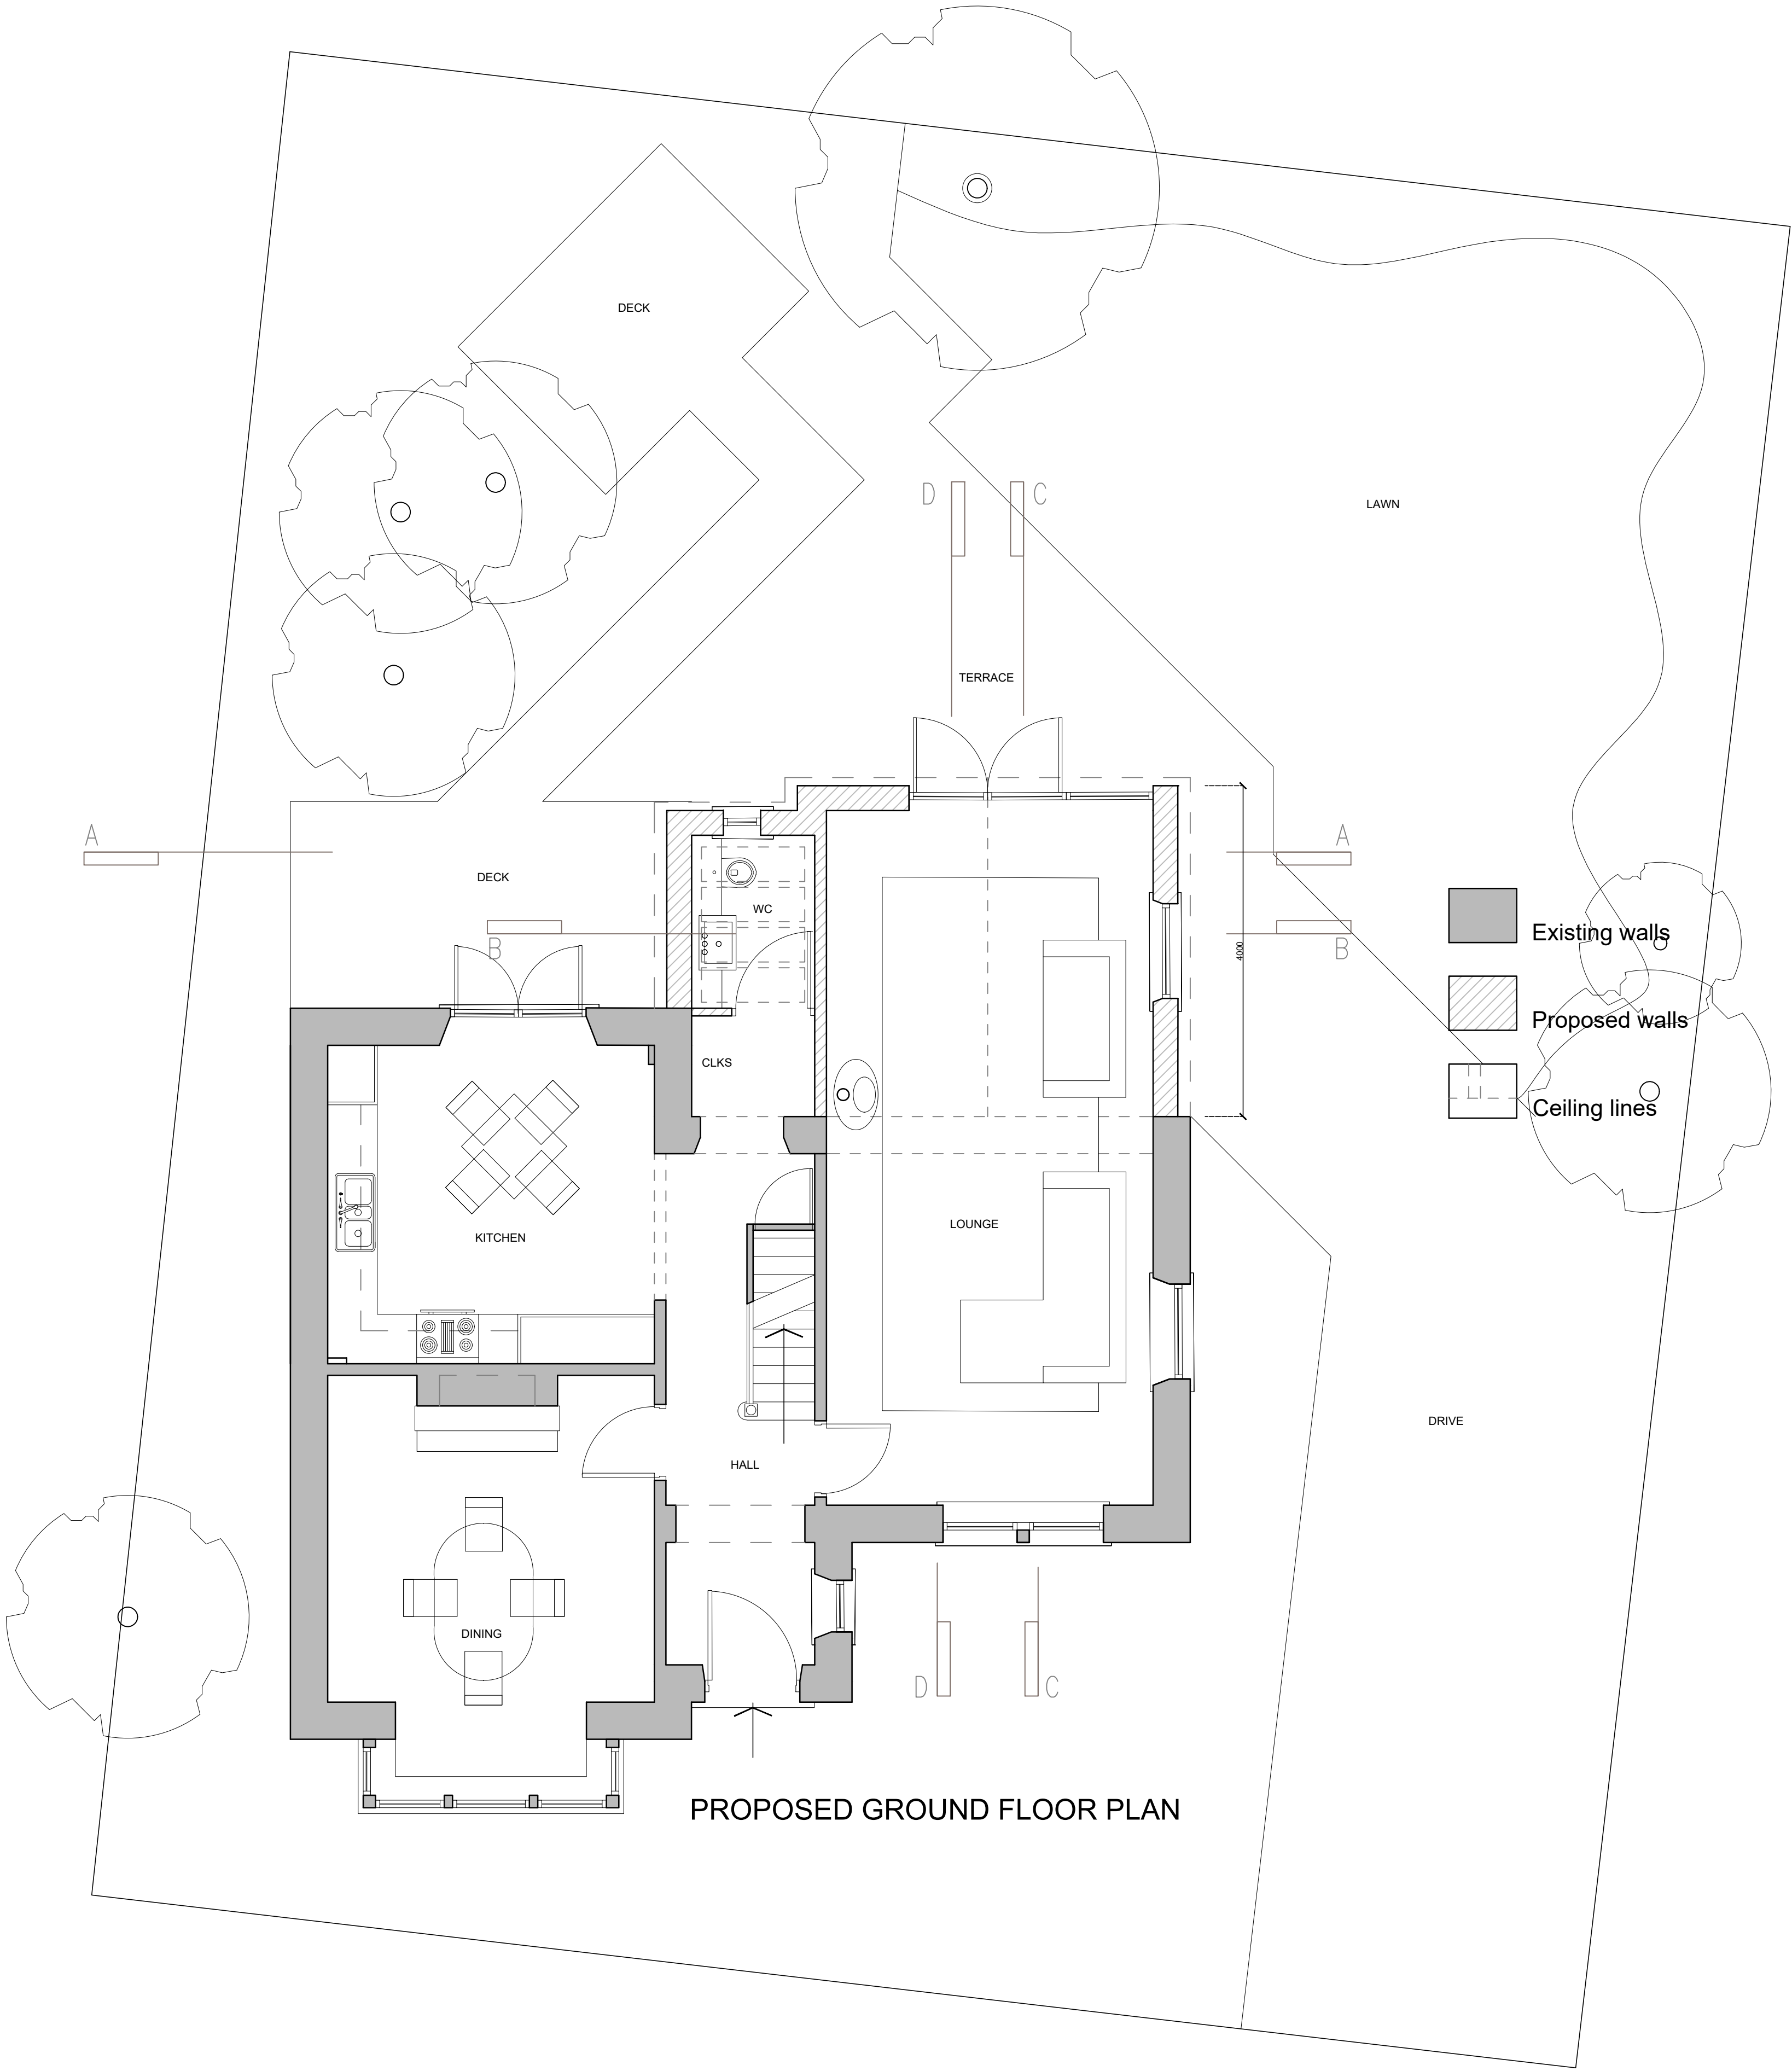 DECK
D
C
LAWN
TERRACE
A
A
DECK
WC
B
B
4000
Existing walls
Proposed walls
CLKS
Ceiling lines
KITCHEN
LOUNGE
DRIVE
HALL
DINING
D
C
PROPOSED GROUND FLOOR PLAN